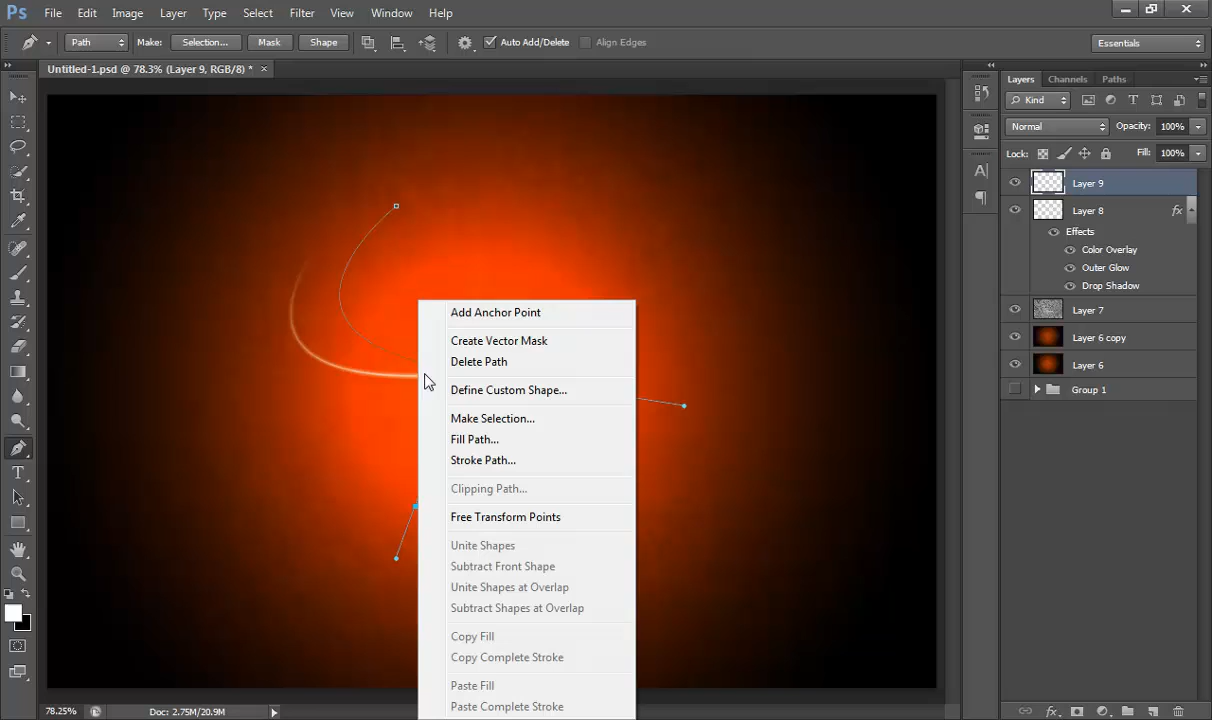 Ps File Edit Image Layer Type Select Filter View Window Help
Path Make: Selection... Mask Shape Auto Add/Delete Align Edges Essentials
Untitled-1.psd @ 78.3% (Layer 9, RGB/8) * ×
Layers Channels Paths
Kind
Normal Opacity: 100%
Lock: Fill: 100%
Layer 9
Layer 8 fx
Effects
Color Overlay
Outer Glow
Drop Shadow
Layer 7
Layer 6 copy
Layer 6
Group 1
Add Anchor Point
Create Vector Mask
Delete Path
Define Custom Shape...
Make Selection...
Fill Path...
Stroke Path...
Clipping Path...
Free Transform Points
Unite Shapes
Subtract Front Shape
Unite Shapes at Overlap
Subtract Shapes at Overlap
Copy Fill
Copy Complete Stroke
Paste Fill
Paste Complete Stroke
78.25% Doc: 2.75M/20.9M